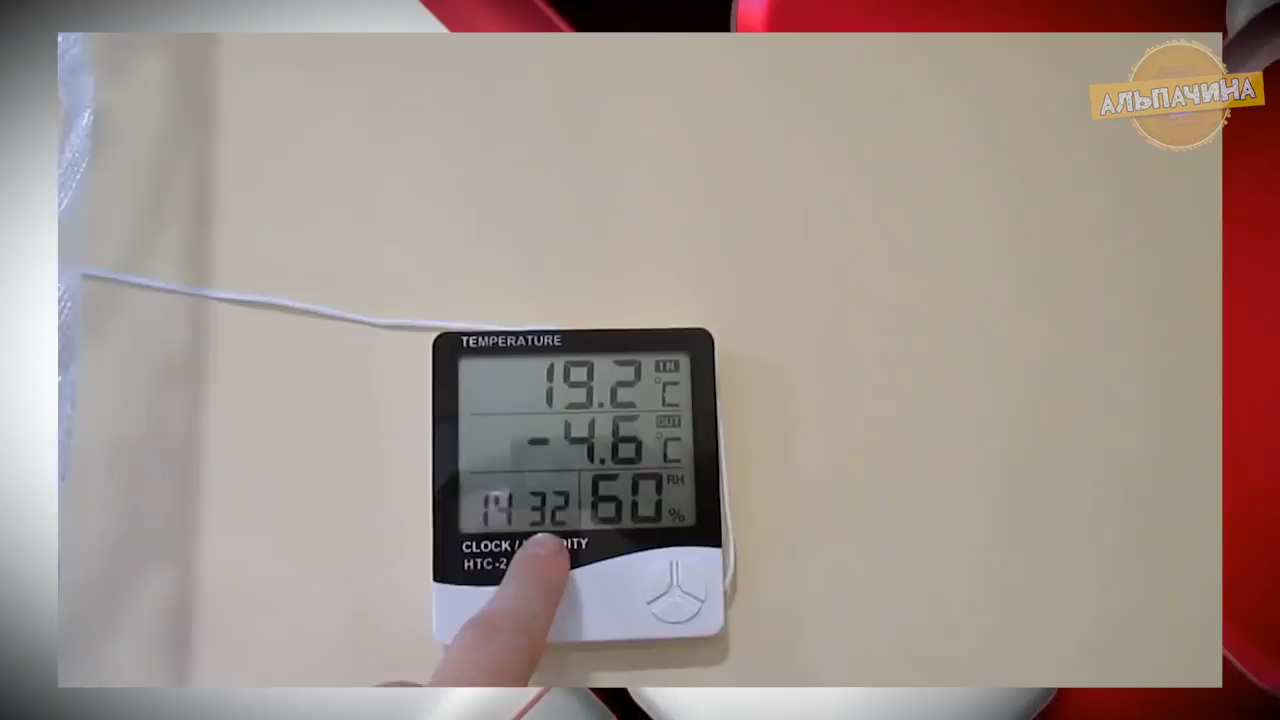 АЛЬПАЧИНА
TEMPERATURE
19.2 IN °C
-4.6 OUT °C
14 32 60 RH %
CLOCK /
HTC-2